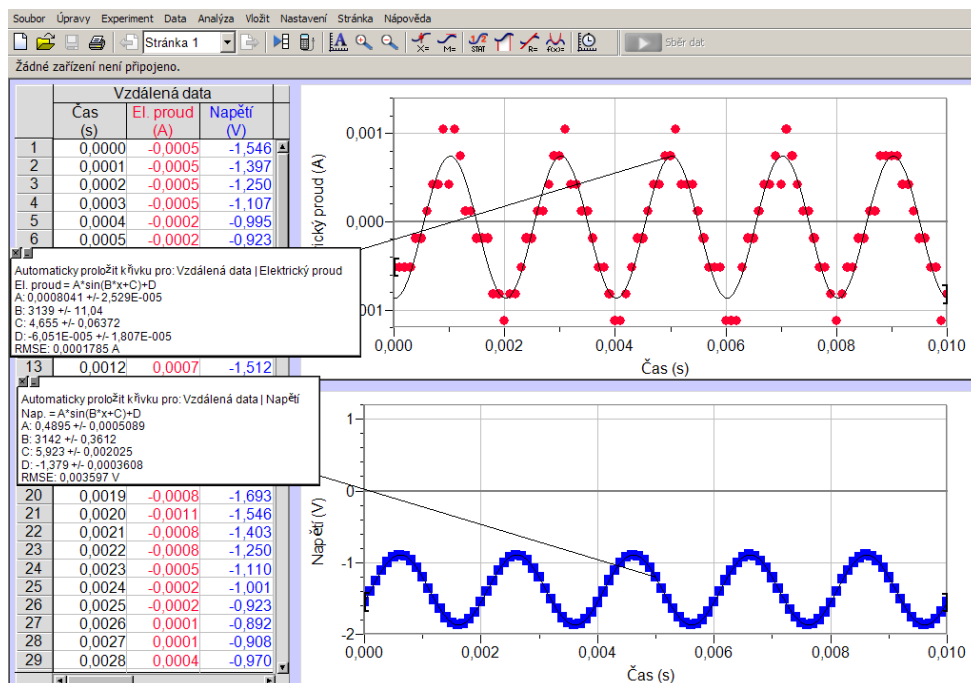 Soubor Úpravy Experiment Data Analýza Vložit Nastavení Stránka Nápověda
Stránka 1 X= M= STAT R= f(x)= Sběr dat
Žádné zařízení není připojeno.
Vzdálená data
Čas El. proud Napětí
(s) (A) (V)
1 0,0000 -0,0005 -1,546
2 0,0001 -0,0005 -1,397
3 0,0002 -0,0005 -1,250
4 0,0003 -0,0005 -1,107
5 0,0004 -0,0002 -0,995
6 0,0005 -0,0002 -0,923
Automaticky proložit křivku pro: Vzdálená data | Elektrický proud
El. proud = A*sin(B*x+C)+D
A: 0,0008041 +/- 2,529E-005
B: 3139 +/- 11,04
C: 4,655 +/- 0,06372
D: -6,051E-005 +/- 1,807E-005
RMSE: 0,0001785 A
13 0,0012 0,0007 -1,512
Automaticky proložit křivku pro: Vzdálená data | Napětí
Nap. = A*sin(B*x+C)+D
A: 0,4895 +/- 0,0005089
B: 3142 +/- 0,3612
C: 5,923 +/- 0,002025
D: -1,379 +/- 0,0003608
RMSE: 0,003597 V
20 0,0019 -0,0008 -1,693
21 0,0020 -0,0011 -1,546
22 0,0021 -0,0008 -1,403
23 0,0022 -0,0008 -1,250
24 0,0023 -0,0005 -1,110
25 0,0024 -0,0002 -1,001
26 0,0025 -0,0002 -0,923
27 0,0026 0,0001 -0,892
28 0,0027 0,0001 -0,908
29 0,0028 0,0004 -0,970
0,001
0,000
001
ický proud (A)
0,000 0,002 0,004 0,006 0,008 0,010
Čas (s)
1
0
-1
-2
Napětí (V)
0,000 0,002 0,004 0,006 0,008 0,010
Čas (s)